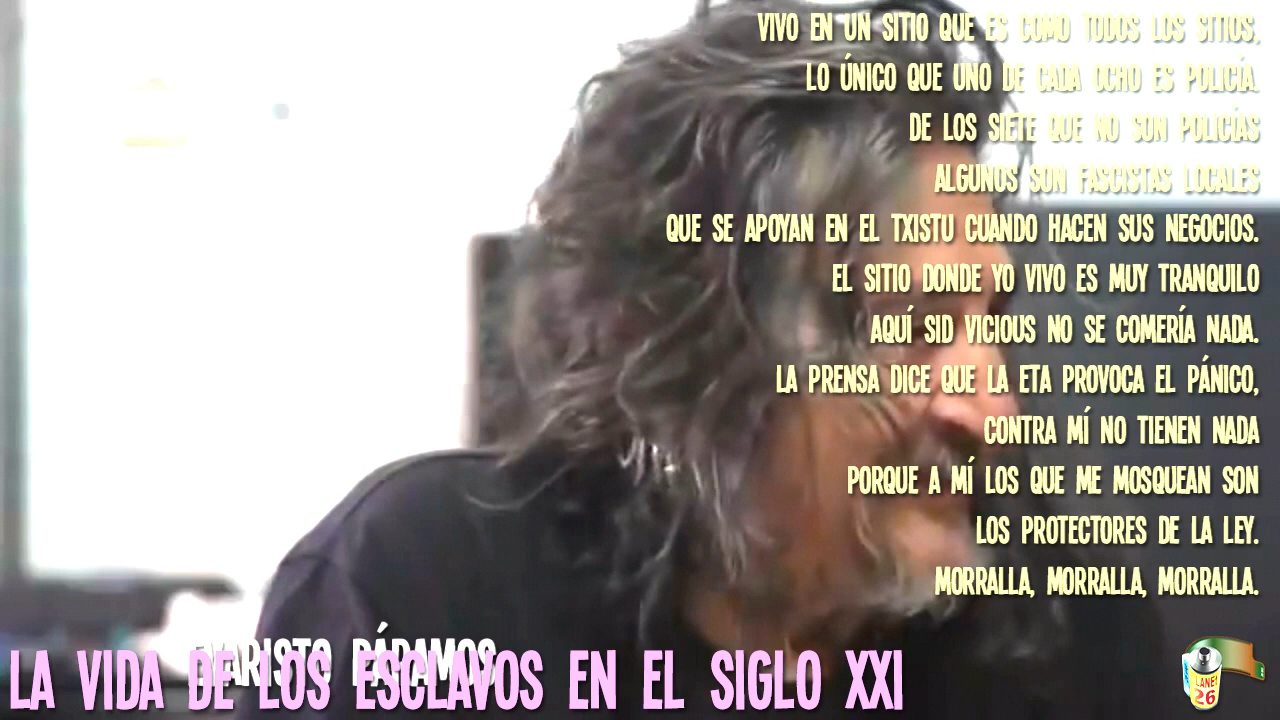 VIVO EN UN SITIO QUE ES COMO TODOS LOS SITIOS,
LO ÚNICO QUE UNO DE CADA OCHO ES POLICÍA.
DE LOS SIETE QUE NO SON POLICÍAS
ALGUNOS SON FASCISTAS LOCALES
QUE SE APOYAN EN EL TXISTU CUANDO HACEN SUS NEGOCIOS.
EL SITIO DONDE YO VIVO ES MUY TRANQUILO
AQUÍ SID VICIOUS NO SE COMERÍA NADA.
LA PRENSA DICE QUE LA ETA PROVOCA EL PÁNICO,
CONTRA MÍ NO TIENEN NADA
PORQUE A MÍ LOS QUE ME MOSQUEAN SON
LOS PROTECTORES DE LA LEY.
MORRALLA, MORRALLA, MORRALLA.
EVARISTO PÁRAMOS
LA VIDA DE LOS ESCLAVOS EN EL SIGLO XXI
26